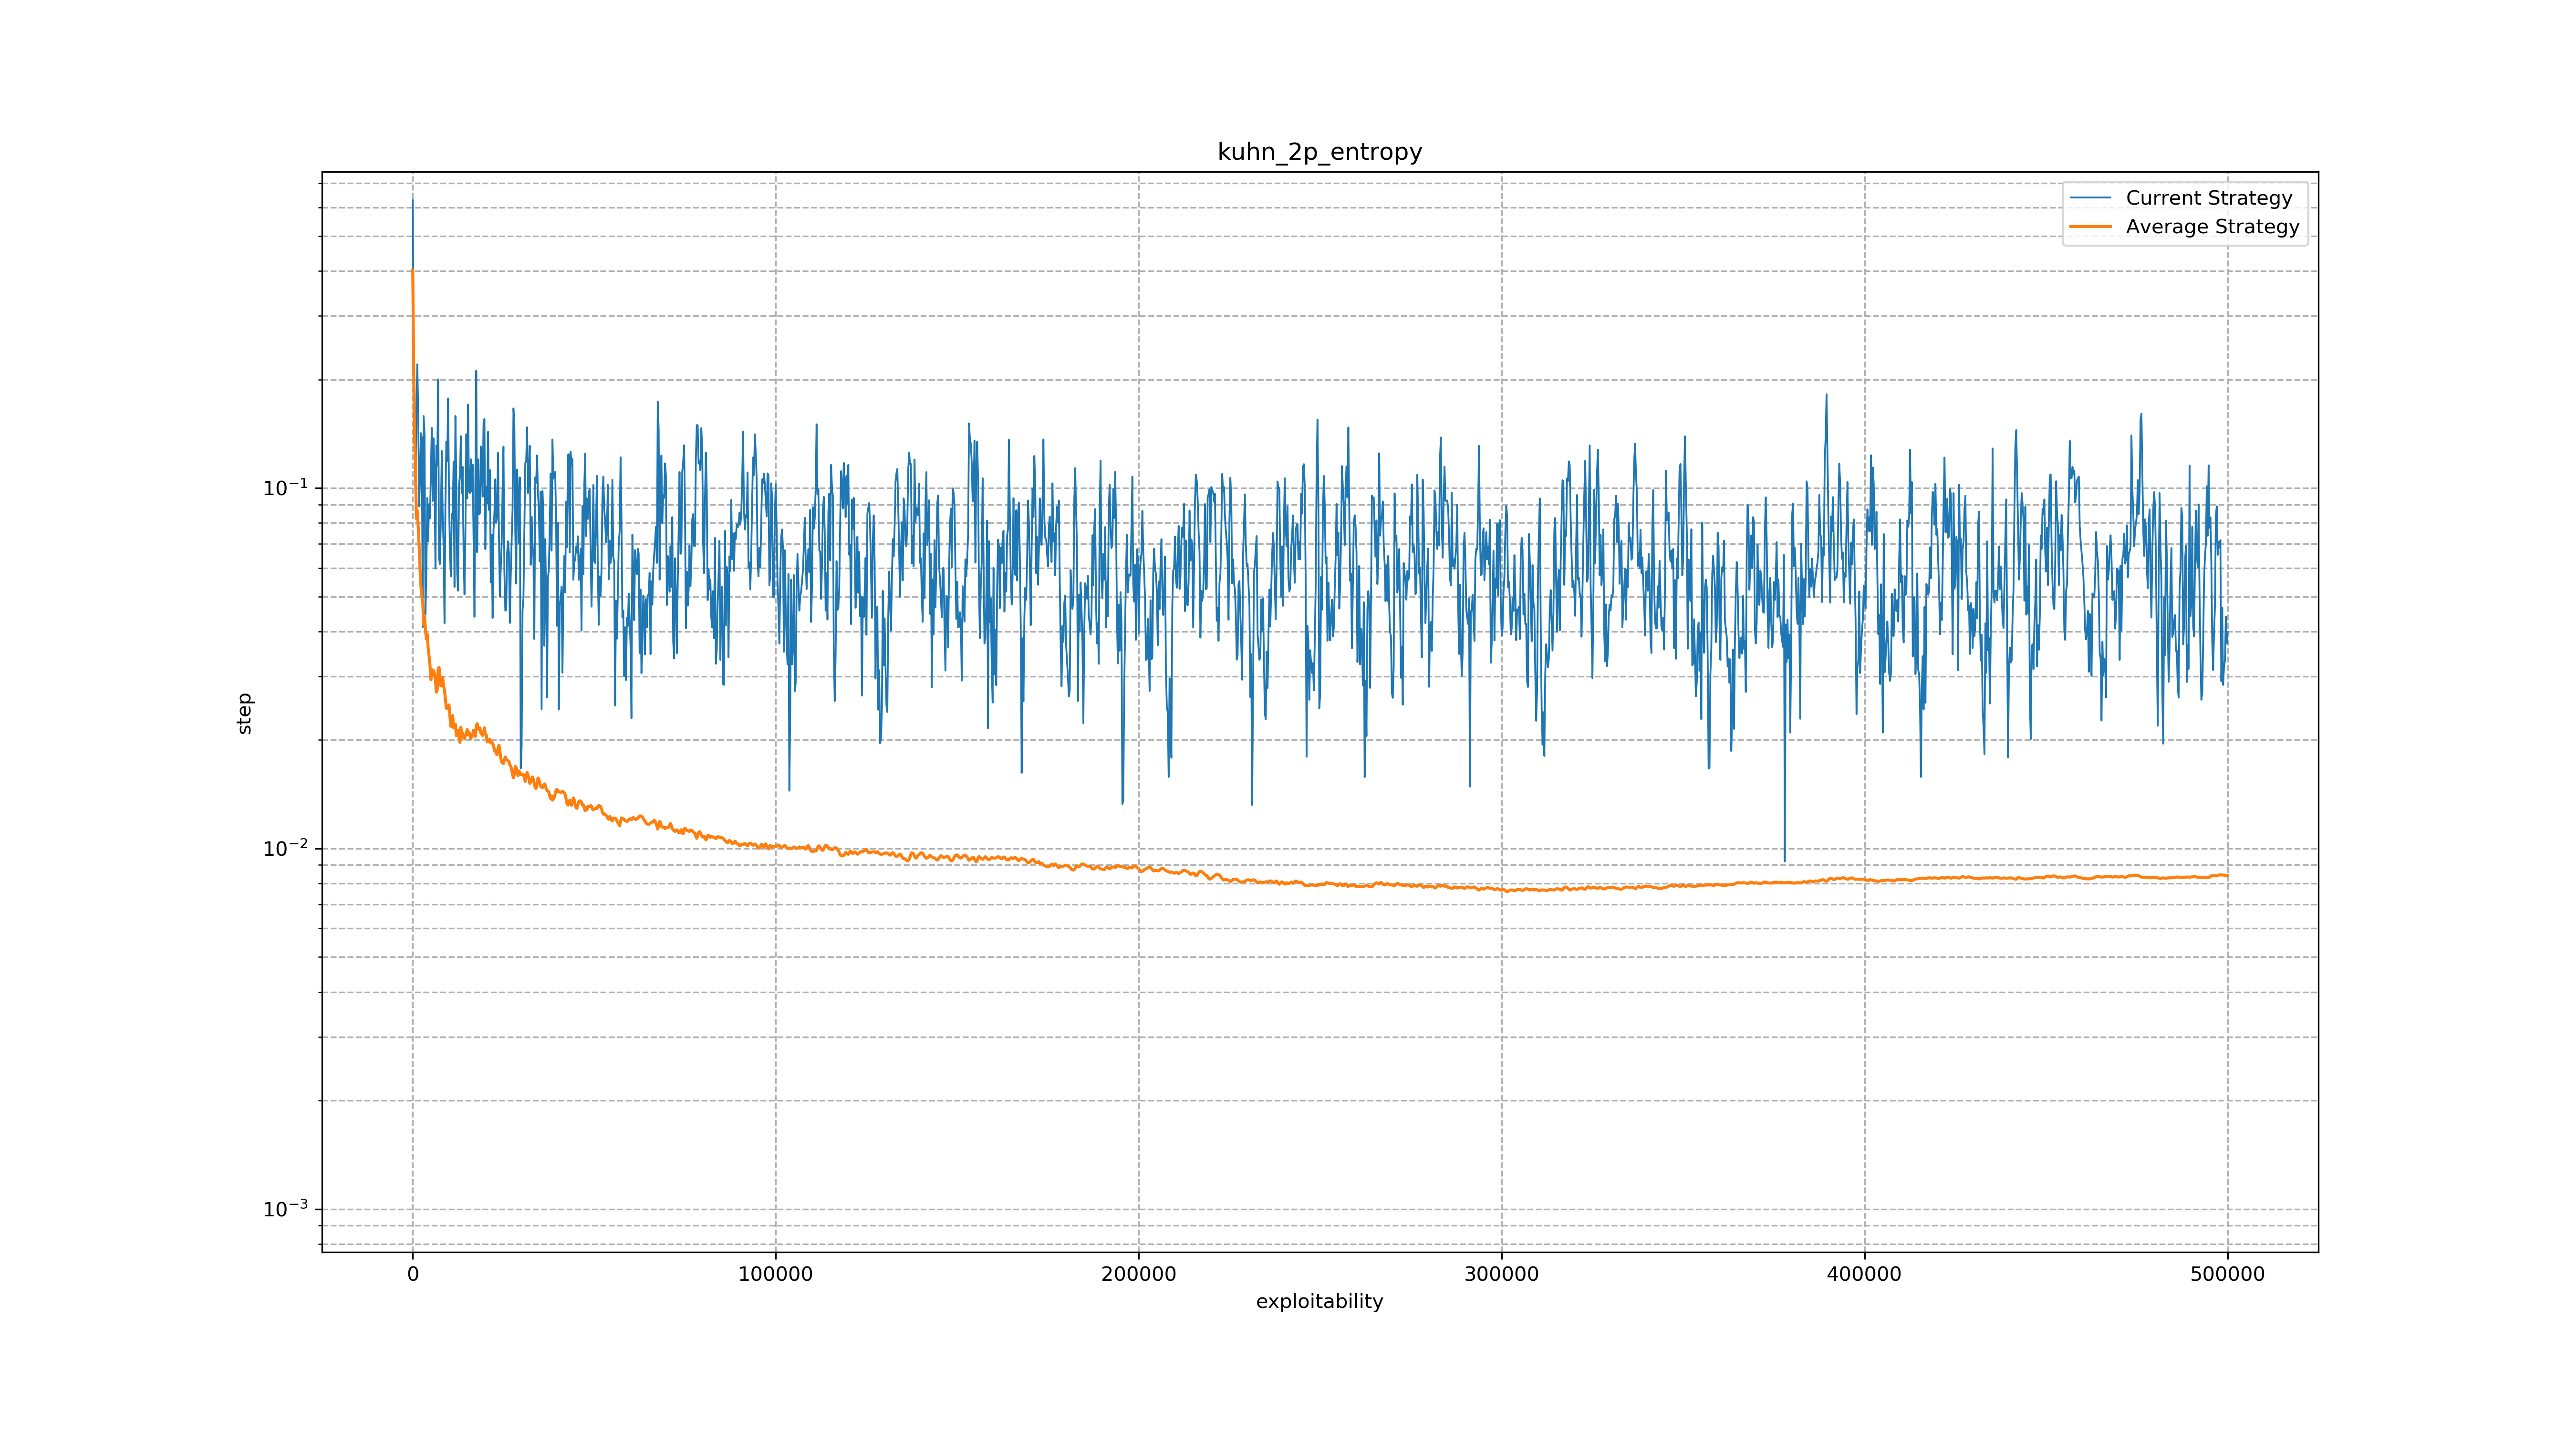 kuhn_2p_entropy
Current Strategy
Average Strategy
step
10⁻¹
10⁻²
10⁻³
0 100000 200000 300000 400000 500000
exploitability